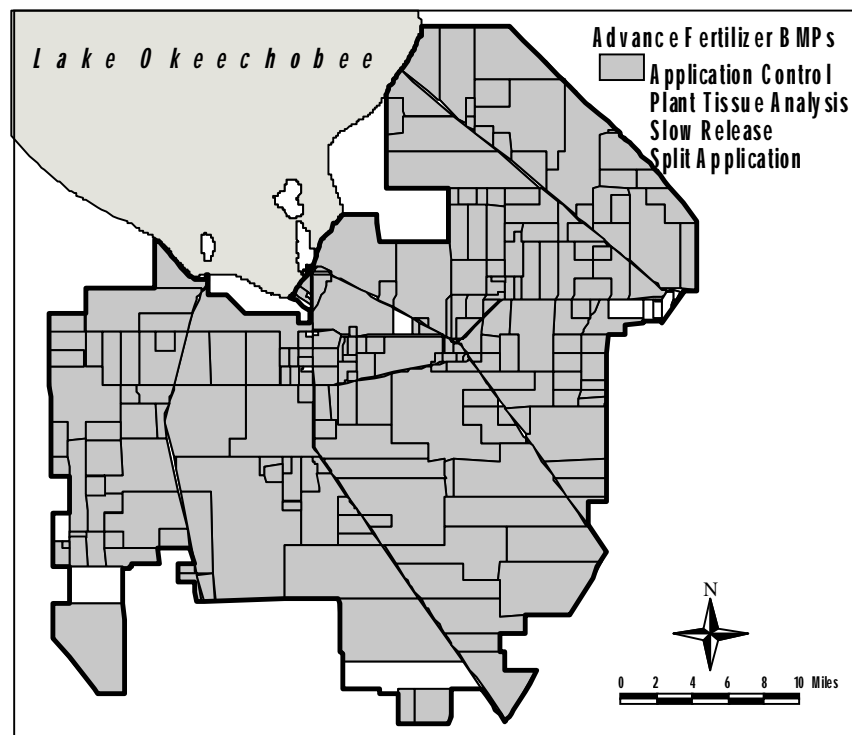 Lake Okeechobee
Advance Fertilizer BMPs
Application Control
Plant Tissue Analysis
Slow Release
Split Application
N
0 2 4 6 8 10 Miles